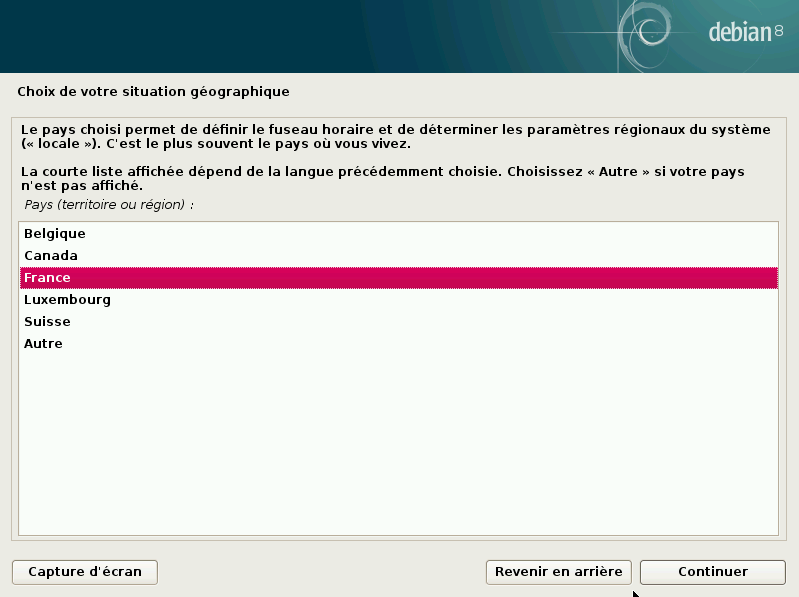 debian 8
Choix de votre situation géographique
Le pays choisi permet de définir le fuseau horaire et de déterminer les paramètres régionaux du système
(« locale »). C'est le plus souvent le pays où vous vivez.
La courte liste affichée dépend de la langue précédemment choisie. Choisissez « Autre » si votre pays
n'est pas affiché.
Pays (territoire ou région) :
Belgique
Canada
France
Luxembourg
Suisse
Autre
Capture d'écran
Revenir en arrière
Continuer